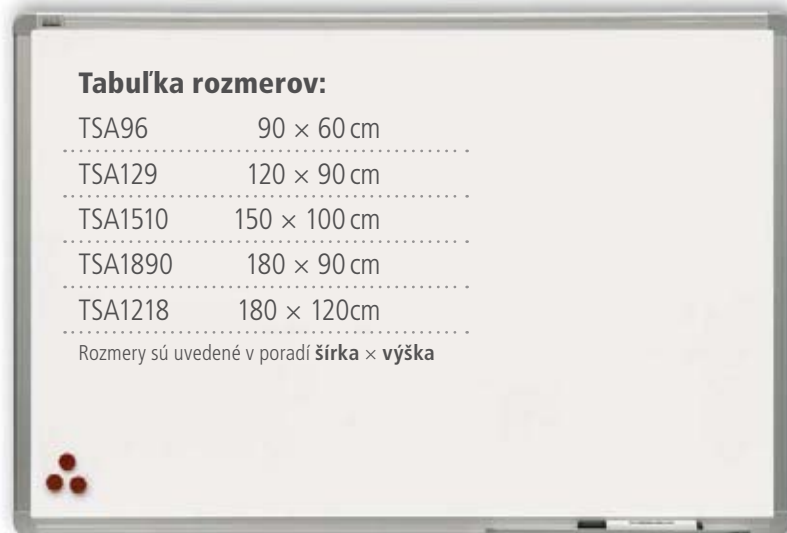 Tabuľka rozmerov:
TSA96 90 × 60 cm
TSA129 120 × 90 cm
TSA1510 150 × 100 cm
TSA1890 180 × 90 cm
TSA1218 180 × 120cm
Rozmery sú uvedené v poradí šírka × výška